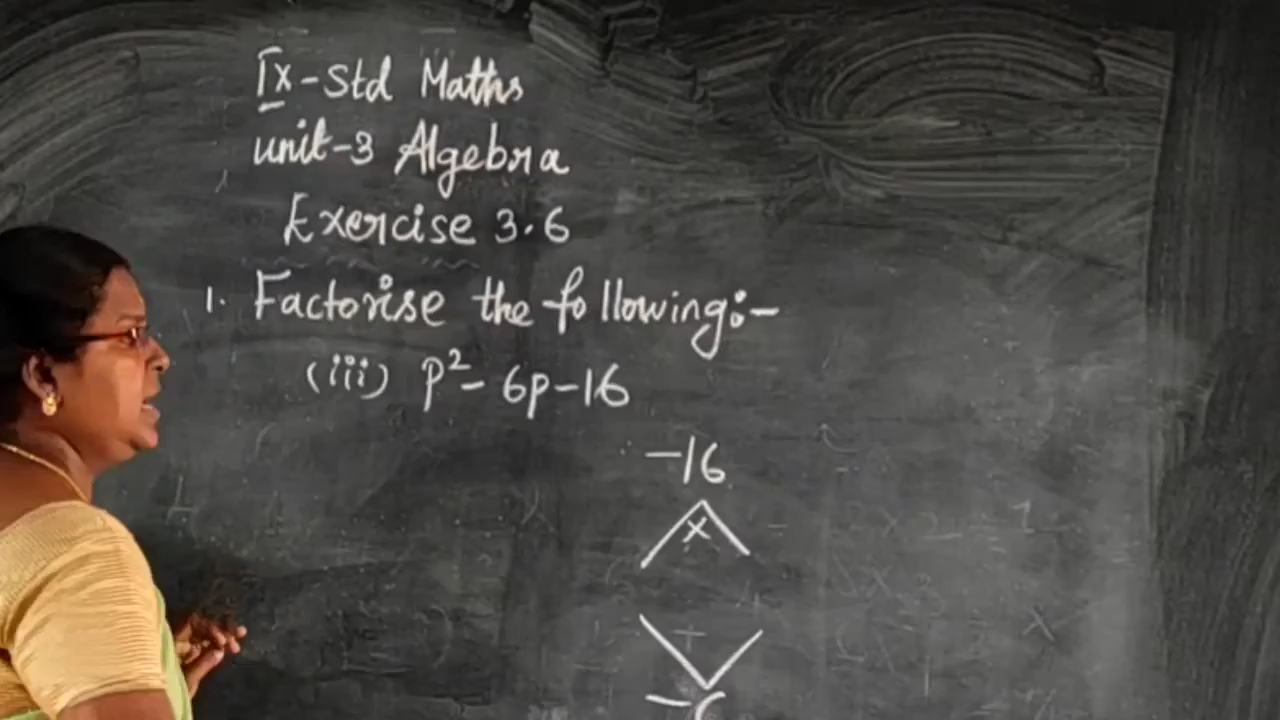 IX-Std Maths
unit-3 Algebra
Exercise 3.6
1. Factorise the following:-
(iii) p²- 6p-16
-16
×
+
-6